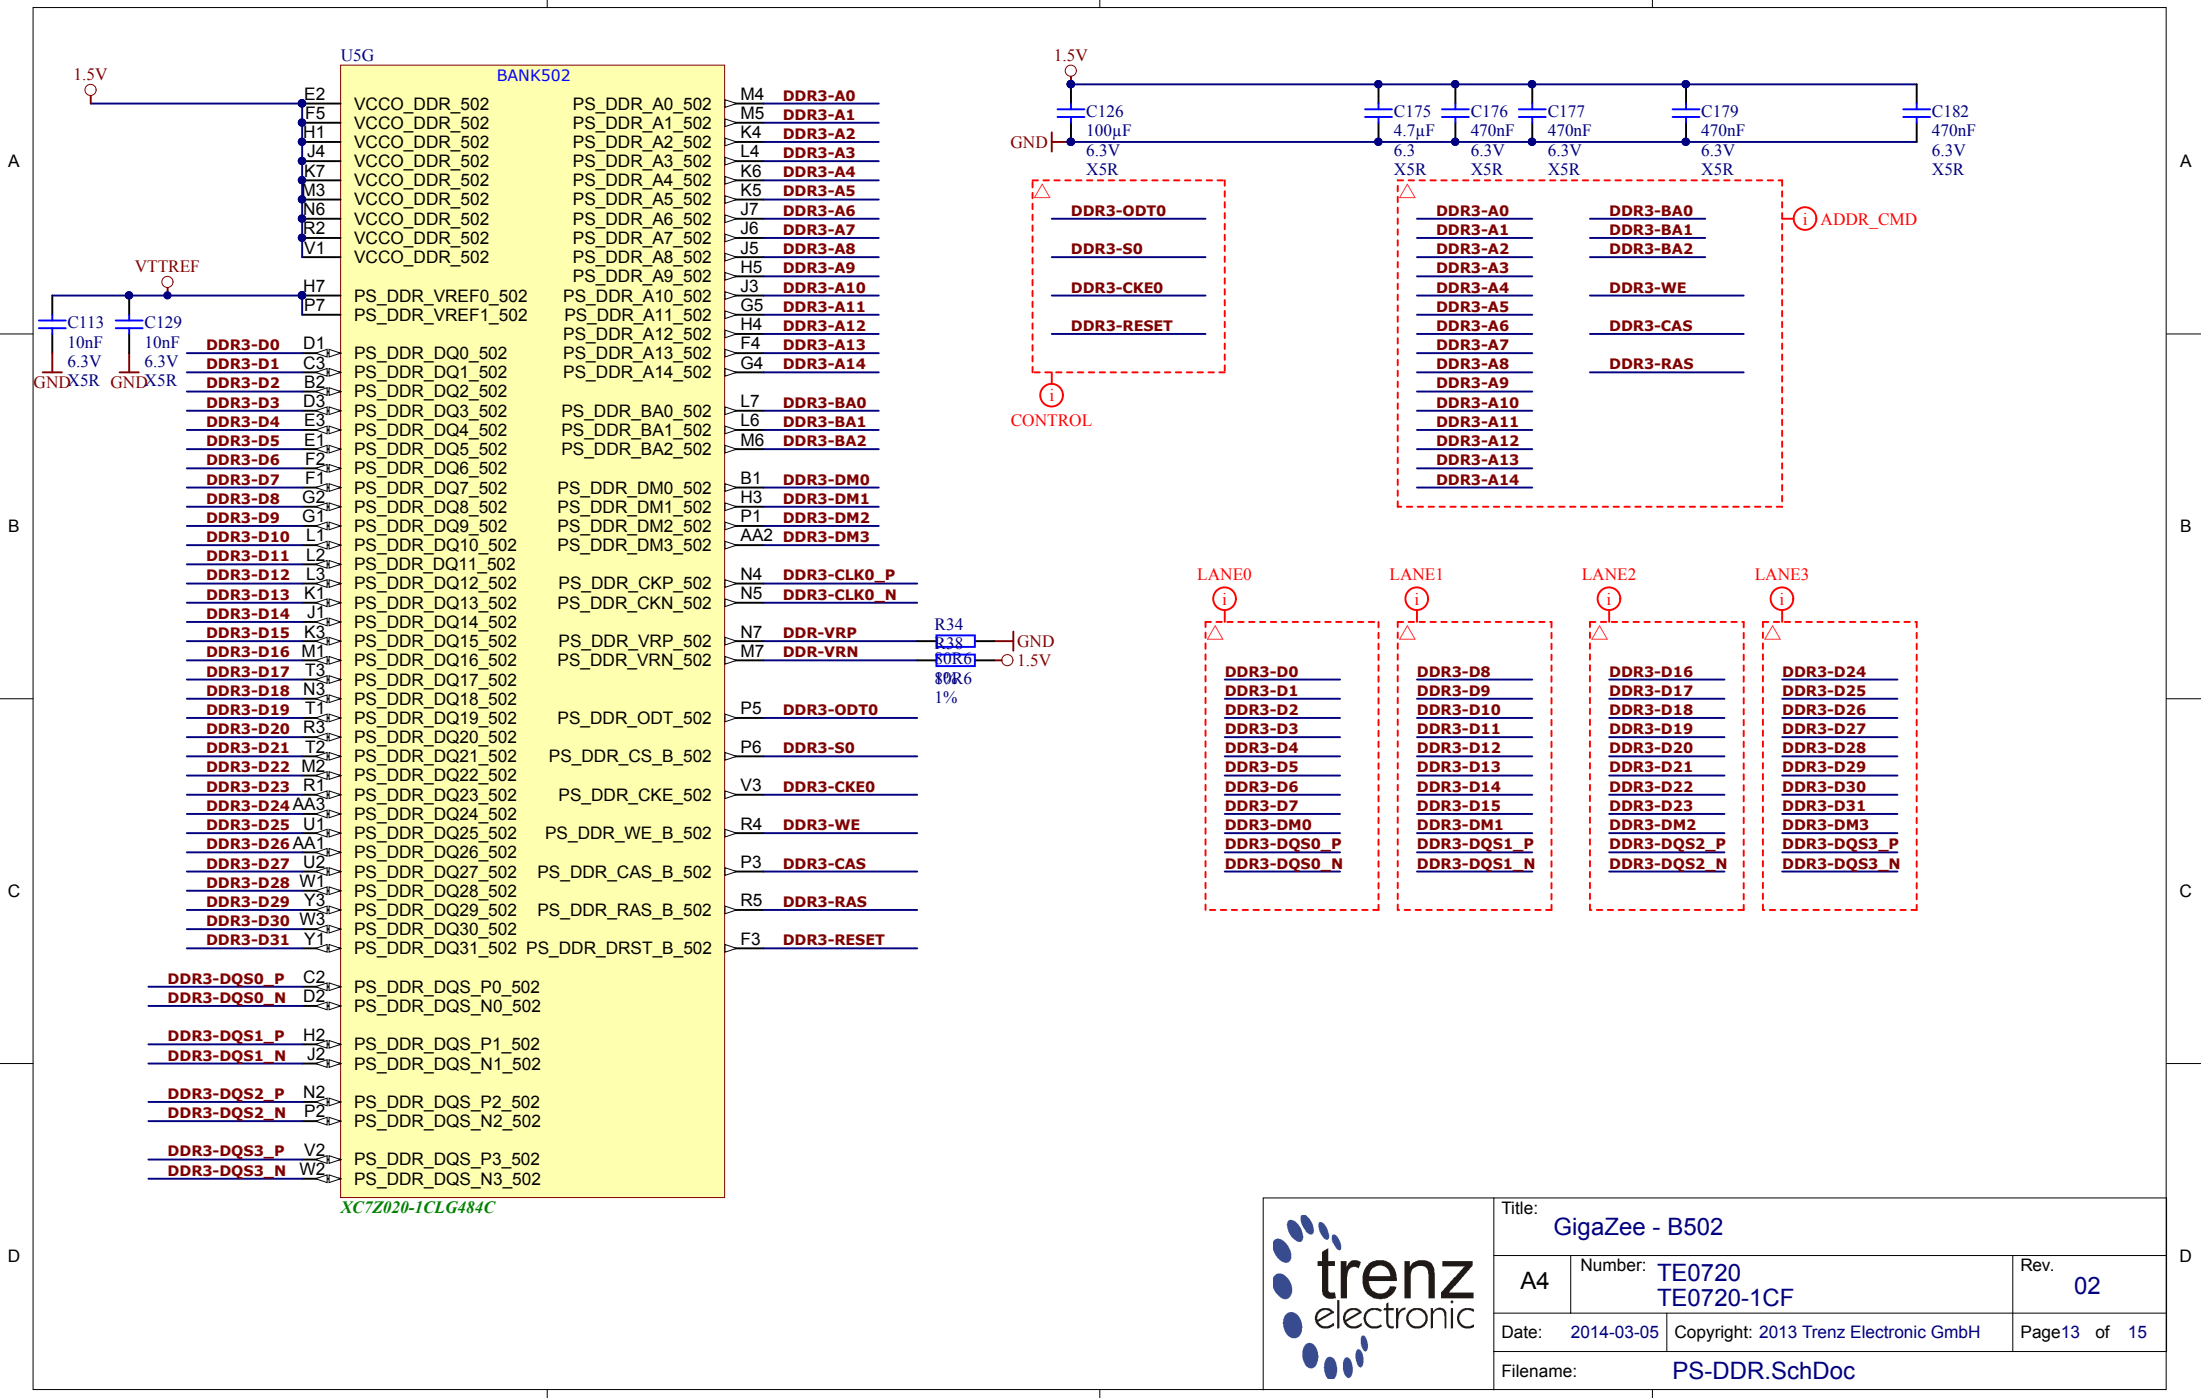 U5G
BANK502
1.5V
E2 VCCO_DDR_502
F5 VCCO_DDR_502
H1 VCCO_DDR_502
J4 VCCO_DDR_502
K7 VCCO_DDR_502
M3 VCCO_DDR_502
N6 VCCO_DDR_502
R2 VCCO_DDR_502
V1 VCCO_DDR_502
VTTREF
H7 PS_DDR_VREF0_502
P7 PS_DDR_VREF1_502
C113
10nF
6.3V
X5R
GND
C129
10nF
6.3V
X5R
GND
DDR3-D0 D1 PS_DDR_DQ0_502
DDR3-D1 C3 PS_DDR_DQ1_502
DDR3-D2 B2 PS_DDR_DQ2_502
DDR3-D3 D3 PS_DDR_DQ3_502
DDR3-D4 E3 PS_DDR_DQ4_502
DDR3-D5 E1 PS_DDR_DQ5_502
DDR3-D6 F2 PS_DDR_DQ6_502
DDR3-D7 F1 PS_DDR_DQ7_502
DDR3-D8 G2 PS_DDR_DQ8_502
DDR3-D9 G1 PS_DDR_DQ9_502
DDR3-D10 L1 PS_DDR_DQ10_502
DDR3-D11 L2 PS_DDR_DQ11_502
DDR3-D12 L3 PS_DDR_DQ12_502
DDR3-D13 K1 PS_DDR_DQ13_502
DDR3-D14 J1 PS_DDR_DQ14_502
DDR3-D15 K3 PS_DDR_DQ15_502
DDR3-D16 M1 PS_DDR_DQ16_502
DDR3-D17 T3 PS_DDR_DQ17_502
DDR3-D18 N3 PS_DDR_DQ18_502
DDR3-D19 T1 PS_DDR_DQ19_502
DDR3-D20 R3 PS_DDR_DQ20_502
DDR3-D21 T2 PS_DDR_DQ21_502
DDR3-D22 M2 PS_DDR_DQ22_502
DDR3-D23 R1 PS_DDR_DQ23_502
DDR3-D24 AA3 PS_DDR_DQ24_502
DDR3-D25 U1 PS_DDR_DQ25_502
DDR3-D26 AA1 PS_DDR_DQ26_502
DDR3-D27 U2 PS_DDR_DQ27_502
DDR3-D28 W1 PS_DDR_DQ28_502
DDR3-D29 Y3 PS_DDR_DQ29_502
DDR3-D30 W3 PS_DDR_DQ30_502
DDR3-D31 Y1 PS_DDR_DQ31_502
DDR3-DQS0_P C2 PS_DDR_DQS_P0_502
DDR3-DQS0_N D2 PS_DDR_DQS_N0_502
DDR3-DQS1_P H2 PS_DDR_DQS_P1_502
DDR3-DQS1_N J2 PS_DDR_DQS_N1_502
DDR3-DQS2_P N2 PS_DDR_DQS_P2_502
DDR3-DQS2_N P2 PS_DDR_DQS_N2_502
DDR3-DQS3_P V2 PS_DDR_DQS_P3_502
DDR3-DQS3_N W2 PS_DDR_DQS_N3_502
XC7Z020-1CLG484C
PS_DDR_A0_502 M4 DDR3-A0
PS_DDR_A1_502 M5 DDR3-A1
PS_DDR_A2_502 K4 DDR3-A2
PS_DDR_A3_502 L4 DDR3-A3
PS_DDR_A4_502 K6 DDR3-A4
PS_DDR_A5_502 K5 DDR3-A5
PS_DDR_A6_502 J7 DDR3-A6
PS_DDR_A7_502 J6 DDR3-A7
PS_DDR_A8_502 J5 DDR3-A8
PS_DDR_A9_502 H5 DDR3-A9
PS_DDR_A10_502 J3 DDR3-A10
PS_DDR_A11_502 G5 DDR3-A11
PS_DDR_A12_502 H4 DDR3-A12
PS_DDR_A13_502 F4 DDR3-A13
PS_DDR_A14_502 G4 DDR3-A14
PS_DDR_BA0_502 L7 DDR3-BA0
PS_DDR_BA1_502 L6 DDR3-BA1
PS_DDR_BA2_502 M6 DDR3-BA2
PS_DDR_DM0_502 B1 DDR3-DM0
PS_DDR_DM1_502 H3 DDR3-DM1
PS_DDR_DM2_502 P1 DDR3-DM2
PS_DDR_DM3_502 AA2 DDR3-DM3
PS_DDR_CKP_502 N4 DDR3-CLK0_P
PS_DDR_CKN_502 N5 DDR3-CLK0_N
PS_DDR_VRP_502 N7 DDR-VRP
PS_DDR_VRN_502 M7 DDR-VRN
R34
80R6
1%
GND
R38
80R6
1%
1.5V
PS_DDR_ODT_502 P5 DDR3-ODT0
PS_DDR_CS_B_502 P6 DDR3-S0
PS_DDR_CKE_502 V3 DDR3-CKE0
PS_DDR_WE_B_502 R4 DDR3-WE
PS_DDR_CAS_B_502 P3 DDR3-CAS
PS_DDR_RAS_B_502 R5 DDR3-RAS
PS_DDR_DRST_B_502 F3 DDR3-RESET
1.5V
GND
C126
100µF
6.3V
X5R
C175
4.7µF
6.3
X5R
C176
470nF
6.3V
X5R
C177
470nF
6.3V
X5R
C179
470nF
6.3V
X5R
C182
470nF
6.3V
X5R
DDR3-ODT0
DDR3-S0
DDR3-CKE0
DDR3-RESET
i
CONTROL
DDR3-A0
DDR3-A1
DDR3-A2
DDR3-A3
DDR3-A4
DDR3-A5
DDR3-A6
DDR3-A7
DDR3-A8
DDR3-A9
DDR3-A10
DDR3-A11
DDR3-A12
DDR3-A13
DDR3-A14
DDR3-BA0
DDR3-BA1
DDR3-BA2
DDR3-WE
DDR3-CAS
DDR3-RAS
i ADDR_CMD
LANE0
i
DDR3-D0
DDR3-D1
DDR3-D2
DDR3-D3
DDR3-D4
DDR3-D5
DDR3-D6
DDR3-D7
DDR3-DM0
DDR3-DQS0_P
DDR3-DQS0_N
LANE1
i
DDR3-D8
DDR3-D9
DDR3-D10
DDR3-D11
DDR3-D12
DDR3-D13
DDR3-D14
DDR3-D15
DDR3-DM1
DDR3-DQS1_P
DDR3-DQS1_N
LANE2
i
DDR3-D16
DDR3-D17
DDR3-D18
DDR3-D19
DDR3-D20
DDR3-D21
DDR3-D22
DDR3-D23
DDR3-DM2
DDR3-DQS2_P
DDR3-DQS2_N
LANE3
i
DDR3-D24
DDR3-D25
DDR3-D26
DDR3-D27
DDR3-D28
DDR3-D29
DDR3-D30
DDR3-D31
DDR3-DM3
DDR3-DQS3_P
DDR3-DQS3_N
A A
B B
C C
D D
trenz
electronic
Title:
GigaZee - B502
A4
Number: TE0720
TE0720-1CF
Rev.
02
Date: 2014-03-05
Copyright: 2013 Trenz Electronic GmbH
Page13 of 15
Filename: PS-DDR.SchDoc